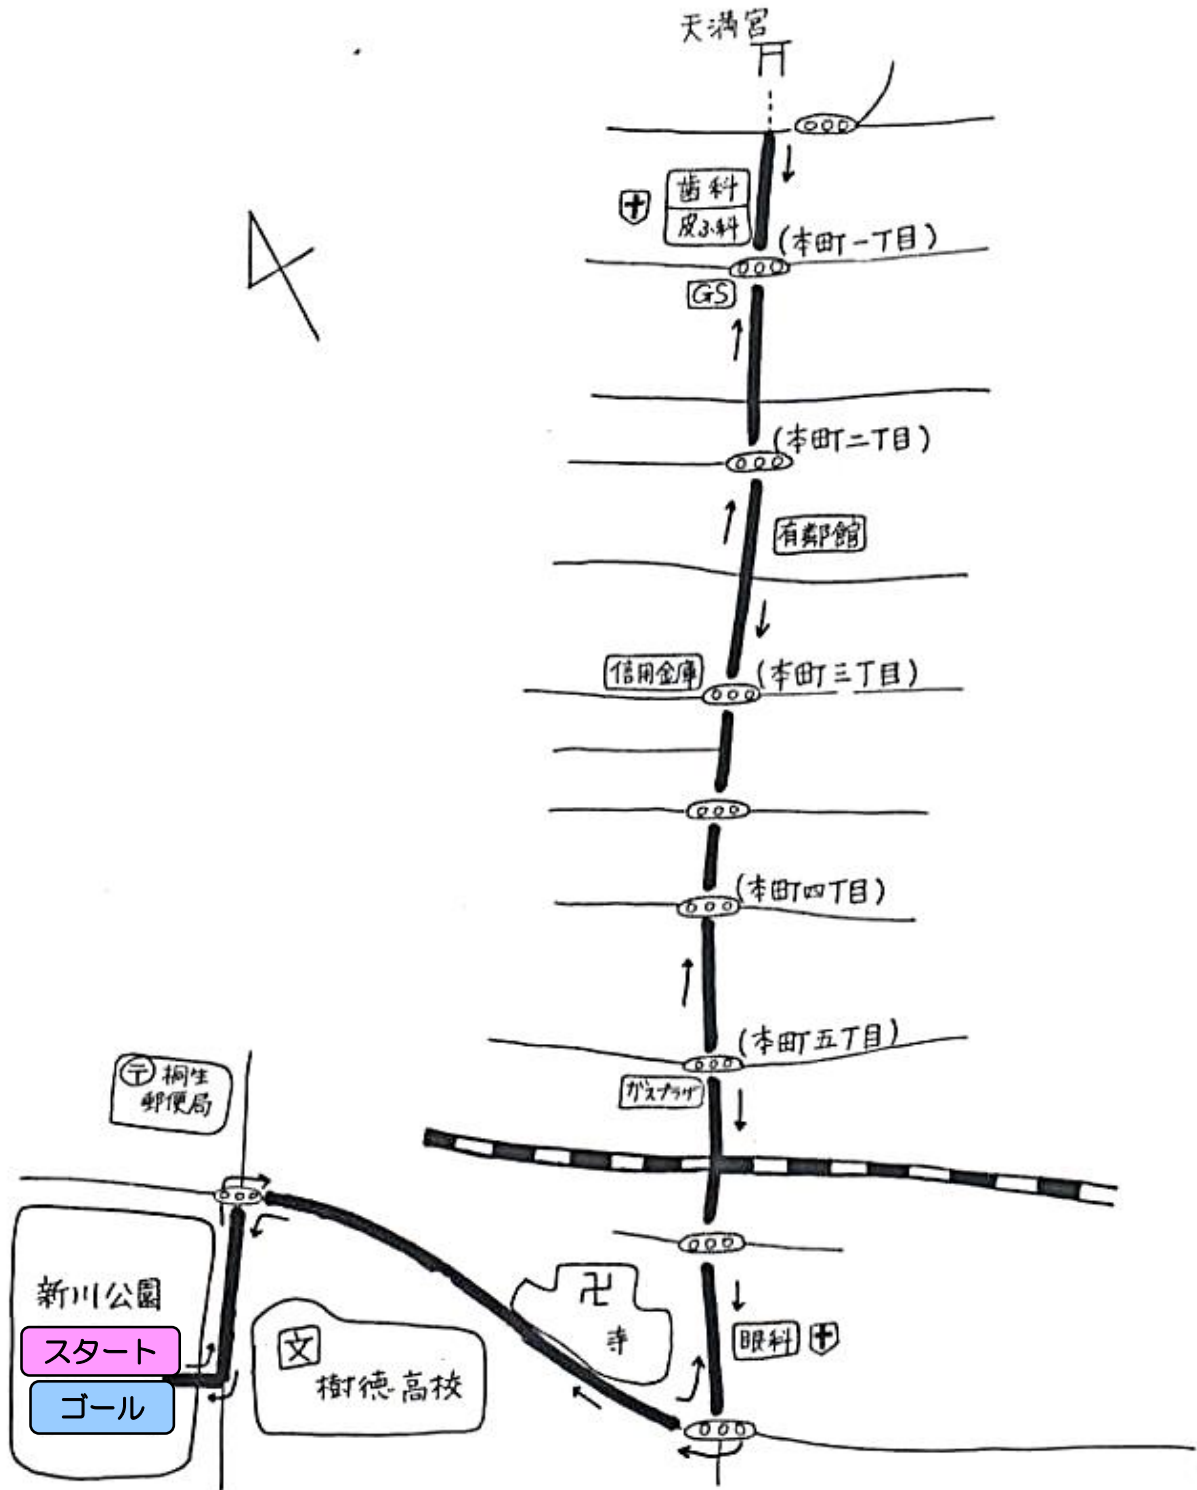 天満宮
歯科
皮ふ科
(本町一丁目)
GS
(本町二丁目)
有鄰館
信用金庫
(本町三丁目)
(本町四丁目)
(本町五丁目)
ガスプラザ
〒 桐生
郵便局
新川公園
スタート
ゴール
文
樹徳高校
卍
寺
眼科